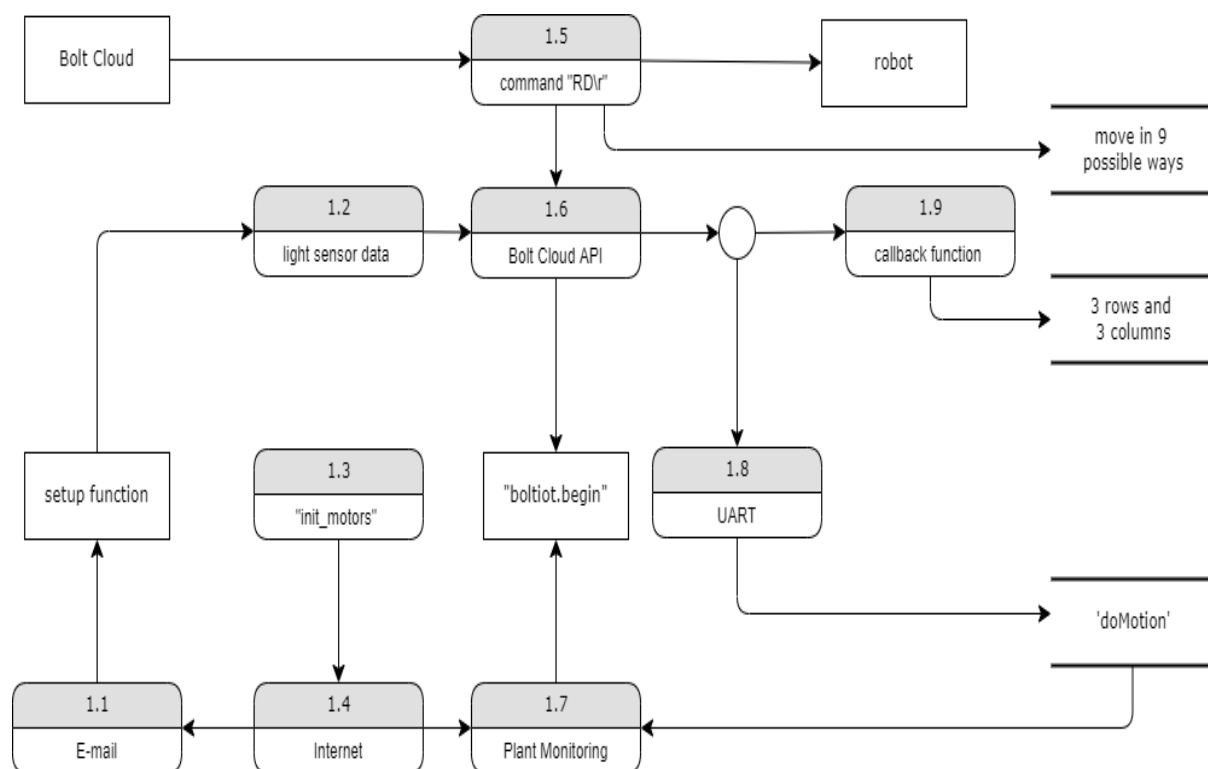 Bolt Cloud
1.5
command "RD\r"
robot
move in 9
possible ways
1.2
light sensor data
1.6
Bolt Cloud API
1.9
callback function
3 rows and
3 columns
setup function
1.3
"init_motors"
"boltiot.begin"
1.8
UART
'doMotion'
1.1
E-mail
1.4
Internet
1.7
Plant Monitoring